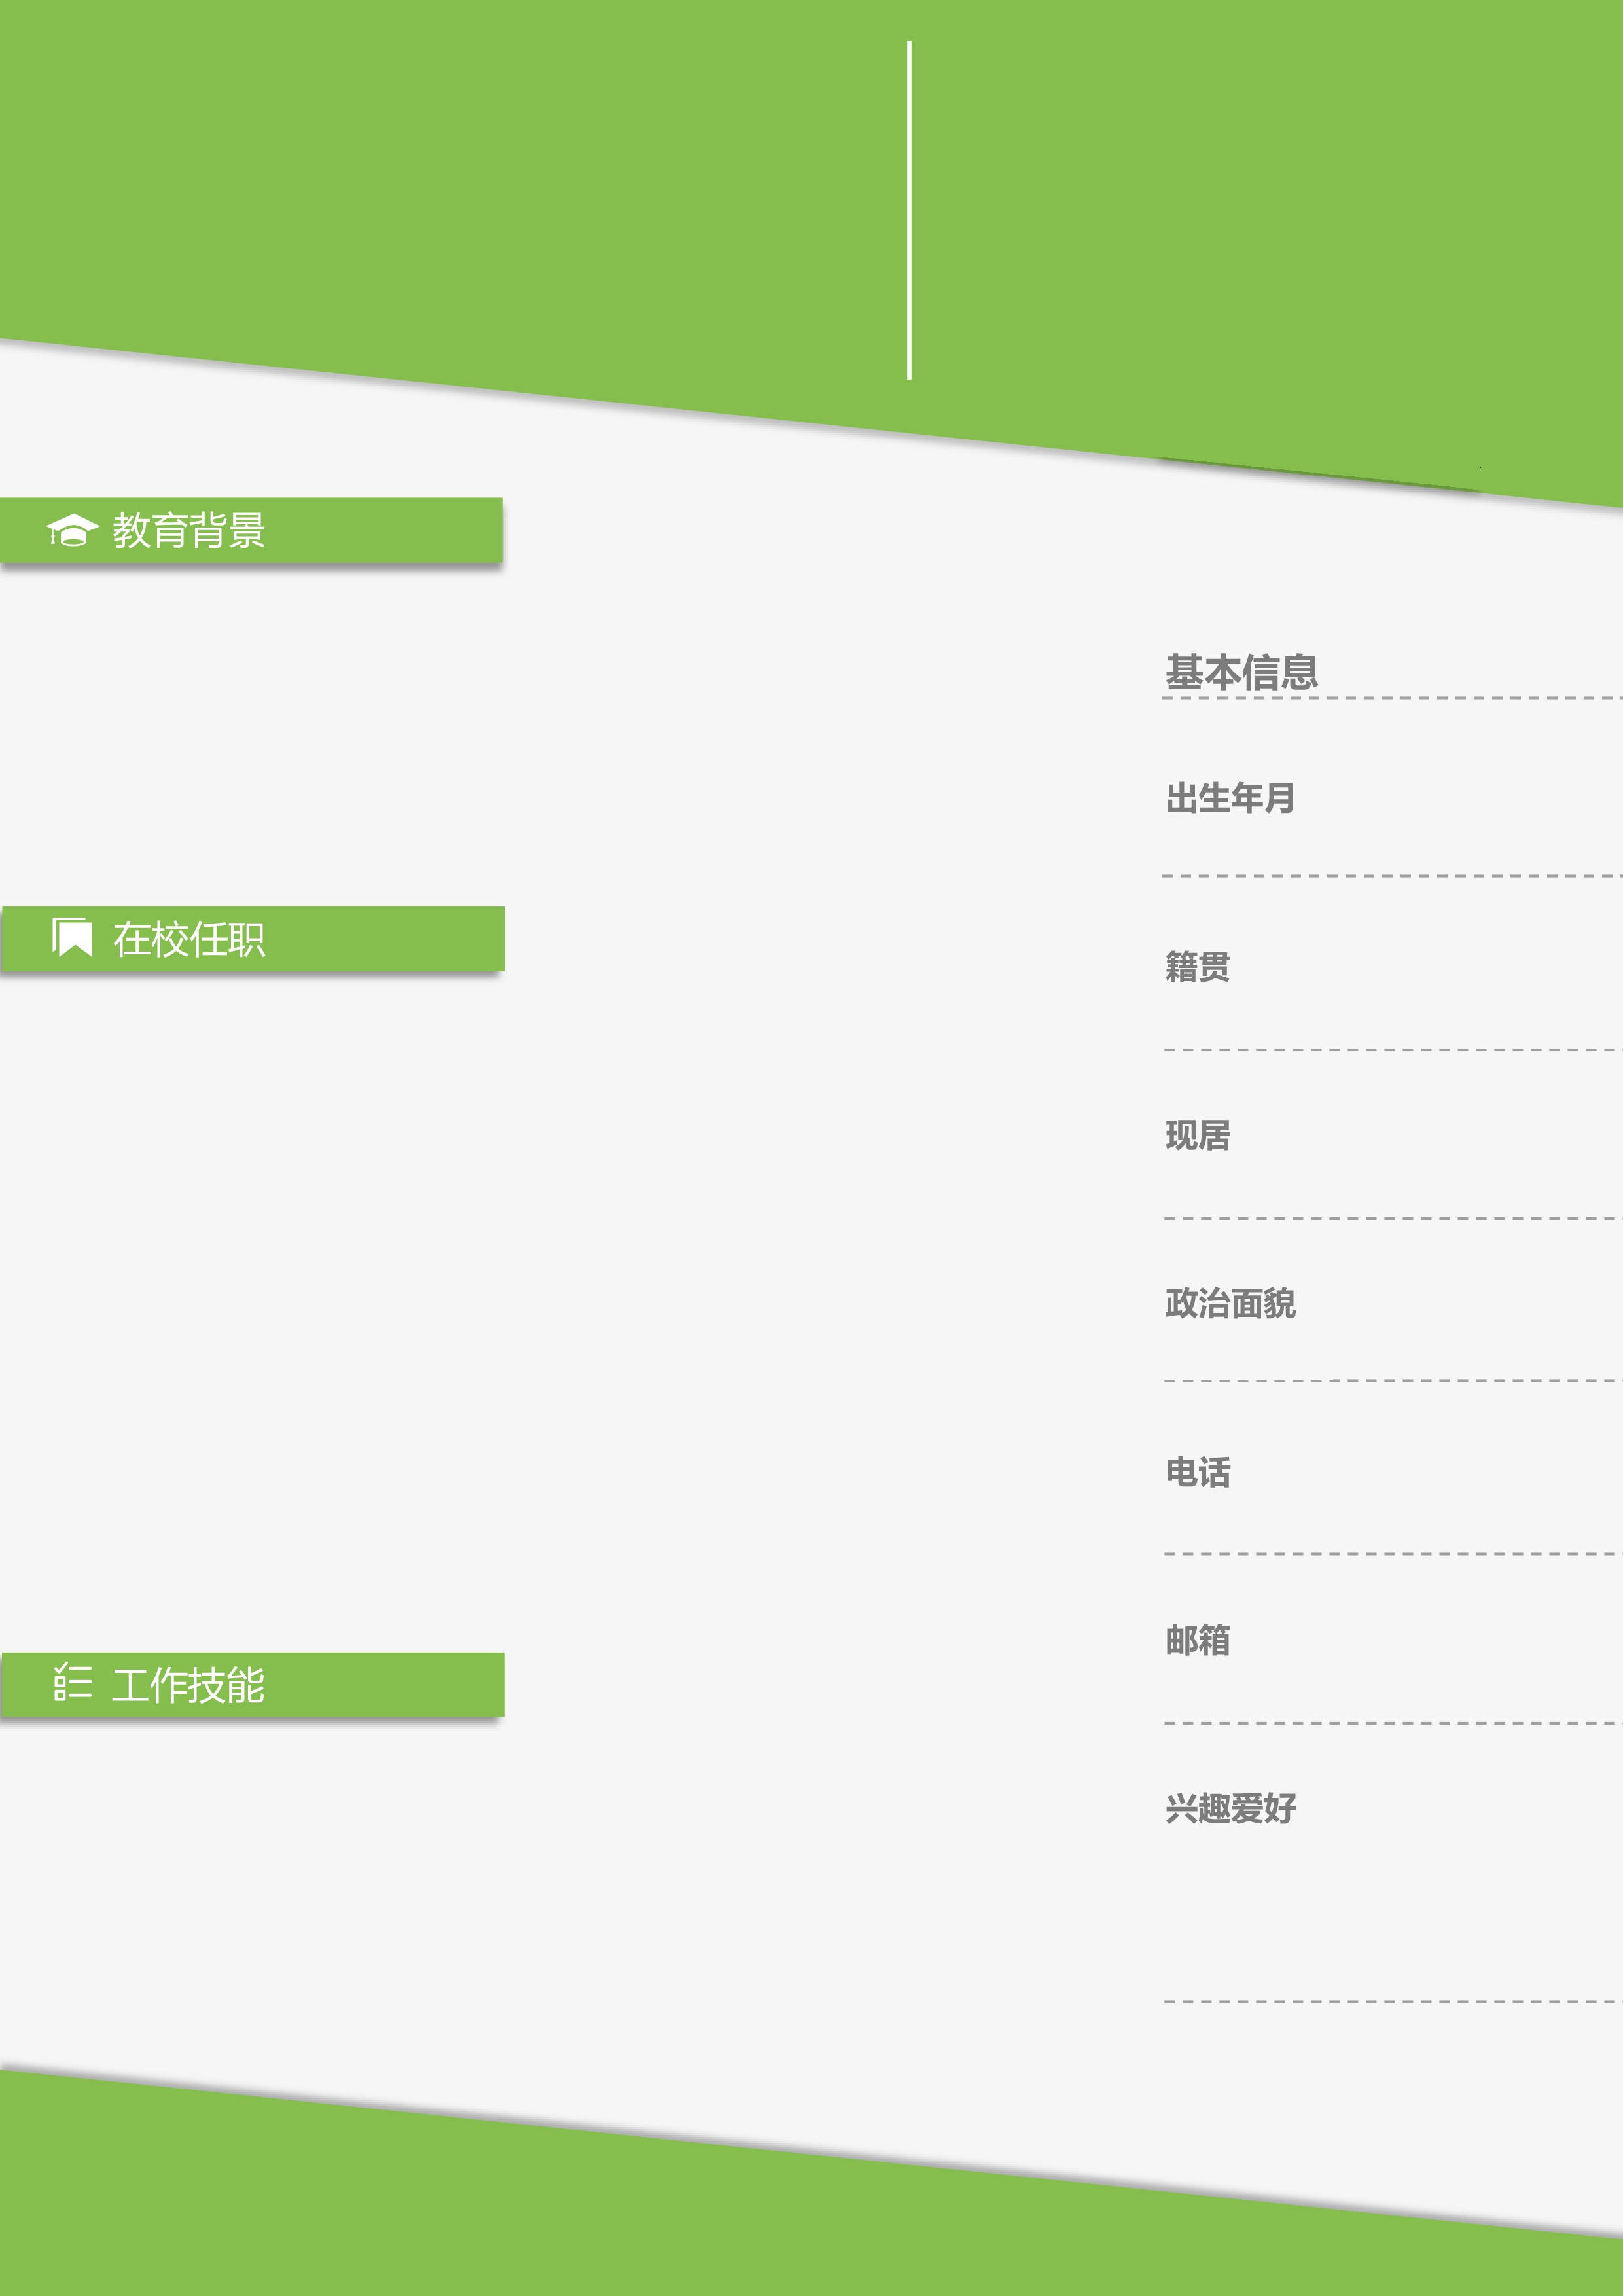 教育背景
在校任职
工作技能
基本信息
出生年月
籍贯
现居
政治面貌
电话
邮箱
兴趣爱好